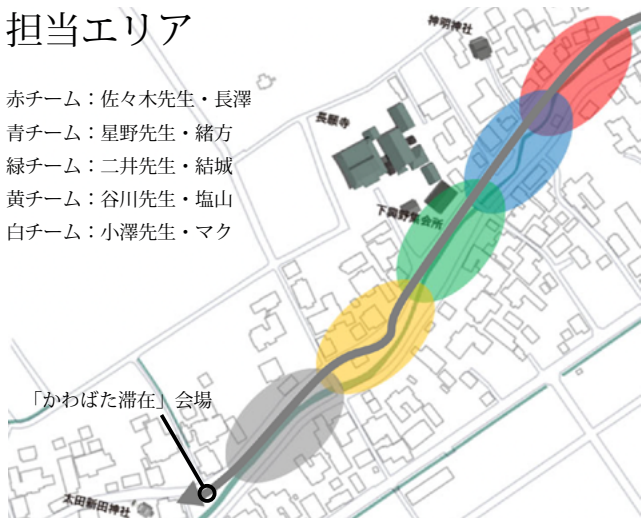 担当エリア
神明神社
赤チーム：佐々木先生・長澤
長願寺
青チーム：星野先生・緒方
緑チーム：二井先生・結城
黄チーム：谷川先生・塩山
下興野集会所
白チーム：小澤先生・マク
「かわばた滞在」会場
太田新田神社